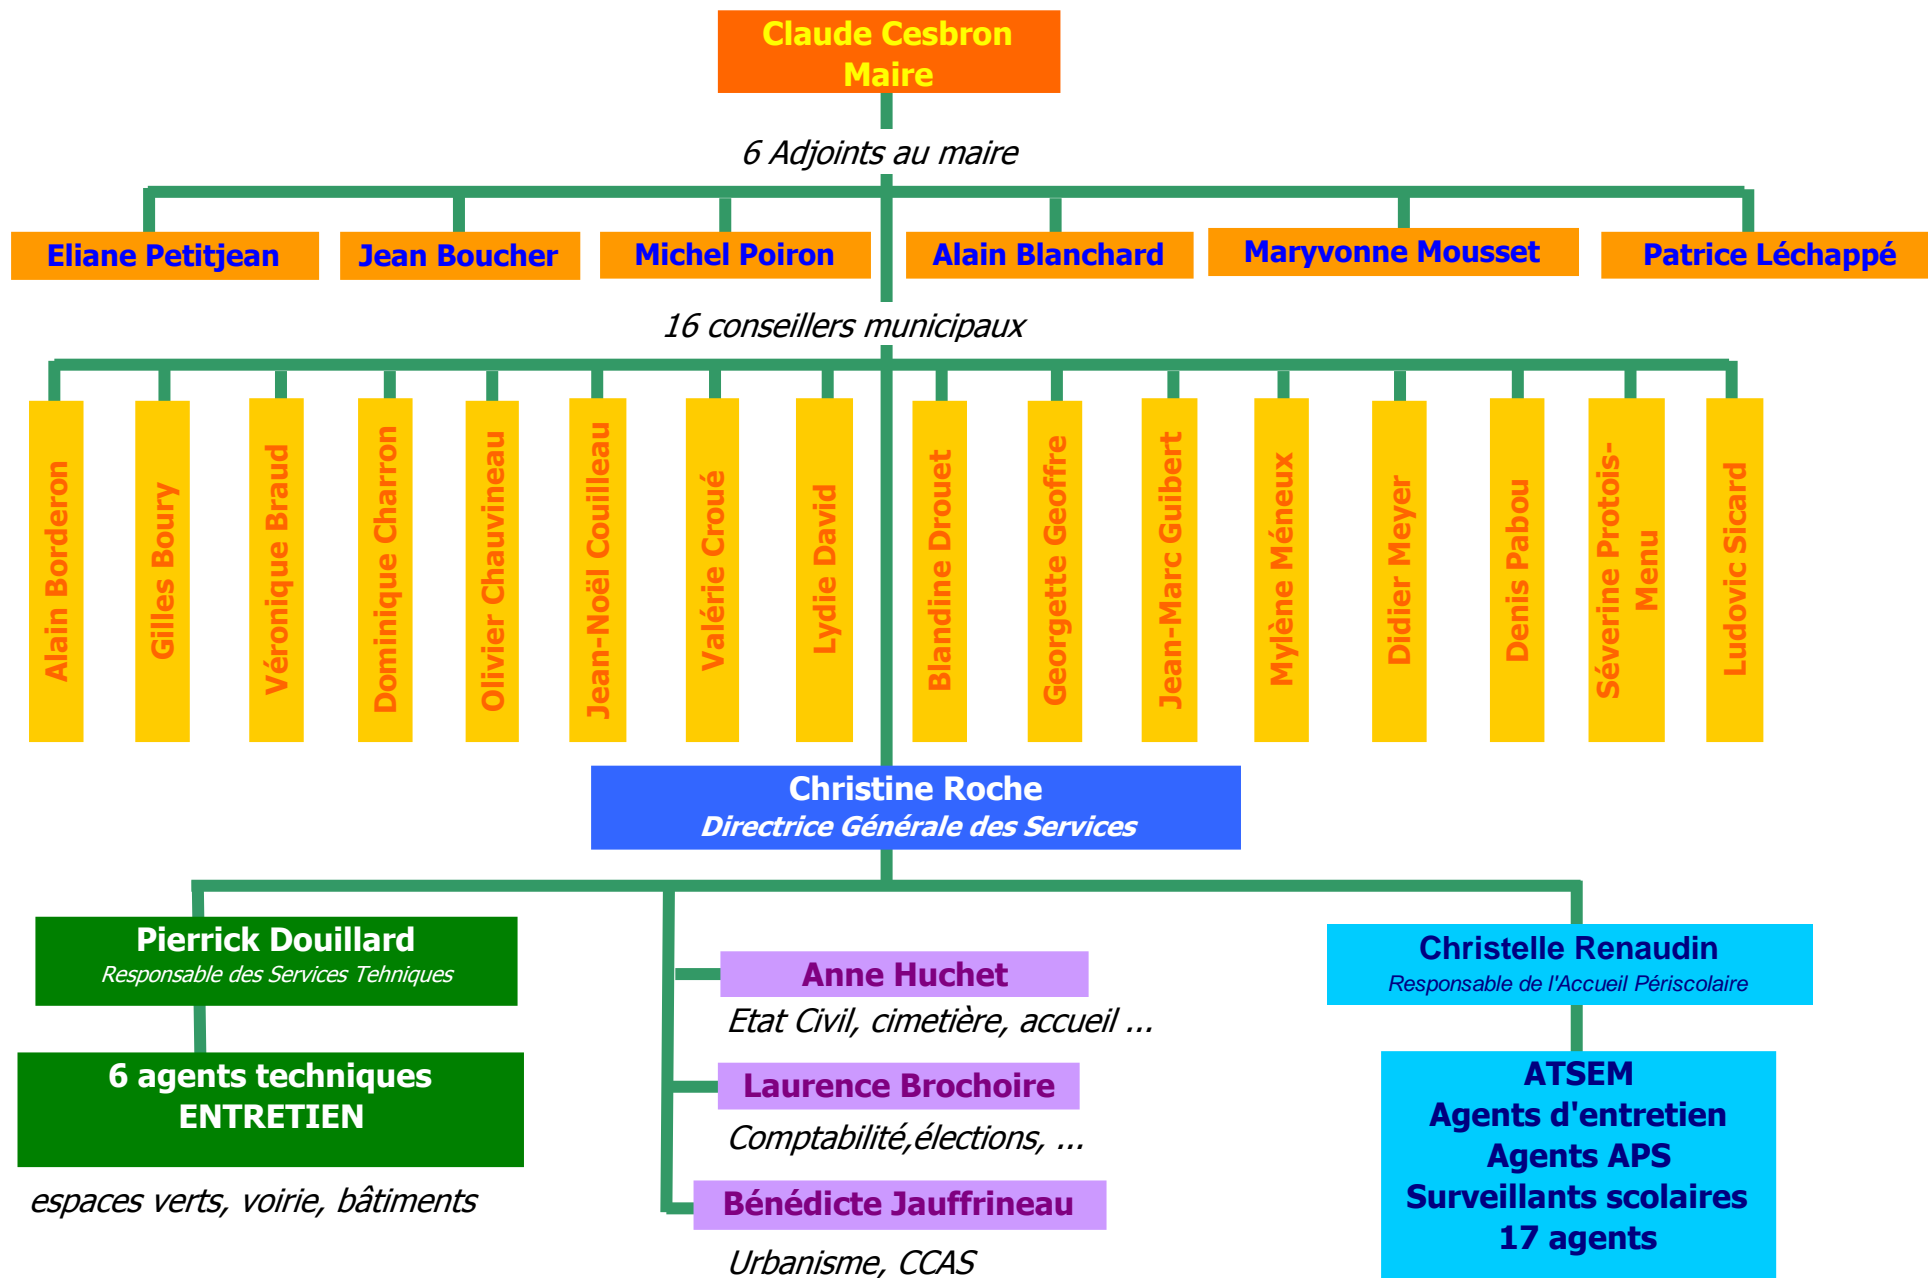 Claude Cesbron
Maire
6 Adjoints au maire
Eliane Petitjean
Jean Boucher
Michel Poiron
Alain Blanchard
Maryvonne Mousset
Patrice Léchappé
16 conseillers municipaux
Alain Borderon
Gilles Boury
Véronique Braud
Dominique Charron
Olivier Chauvineau
Jean-Noël Couilleau
Valérie Croué
Lydie David
Blandine Drouet
Georgette Geoffre
Jean-Marc Guibert
Mylène Méneux
Didier Meyer
Denis Pabou
Séverine Protois-
Menu
Ludovic Sicard
Christine Roche
Directrice Générale des Services
Pierrick Douillard
Responsable des Services Tehniques
6 agents techniques
ENTRETIEN
espaces verts, voirie, bâtiments
Anne Huchet
Etat Civil, cimetière, accueil ...
Laurence Brochoire
Comptabilité,élections, ...
Bénédicte Jauffrineau
Urbanisme, CCAS
Christelle Renaudin
Responsable de l'Accueil Périscolaire
ATSEM
Agents d'entretien
Agents APS
Surveillants scolaires
17 agents